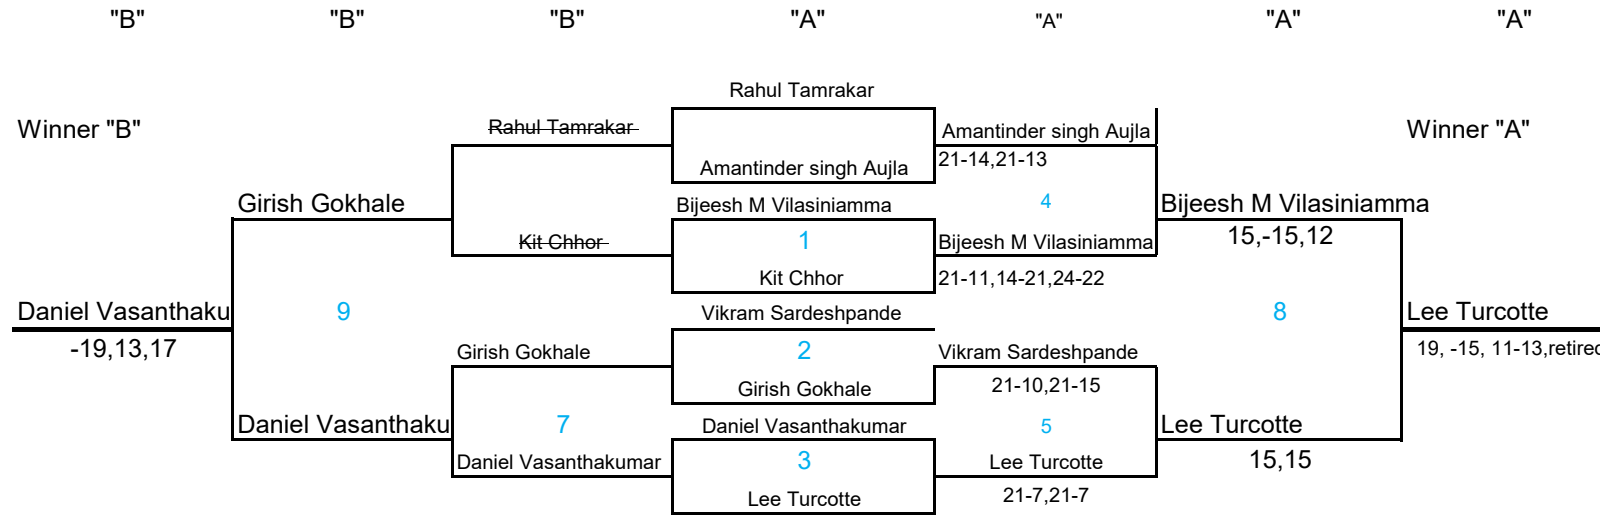 "B" "B" "B" "A" "A" "A" "A"
Rahul Tamrakar
Winner "B" Rahul Tamrakar Amantinder singh Aujla Winner "A"
21-14,21-13
Amantinder singh Aujla
Girish Gokhale Bijeesh M Vilasiniamma 4 Bijeesh M Vilasiniamma
15,-15,12
Kit Chhor 1 Bijeesh M Vilasiniamma
Kit Chhor 21-11,14-21,24-22
Daniel Vasanthaku 9 Vikram Sardeshpande 8 Lee Turcotte
-19,13,17 19, -15, 11-13,retired
Girish Gokhale 2 Vikram Sardeshpande
Girish Gokhale 21-10,21-15
Daniel Vasanthaku 7 Daniel Vasanthakumar 5 Lee Turcotte
Daniel Vasanthakumar 3 Lee Turcotte 15,15
Lee Turcotte 21-7,21-7